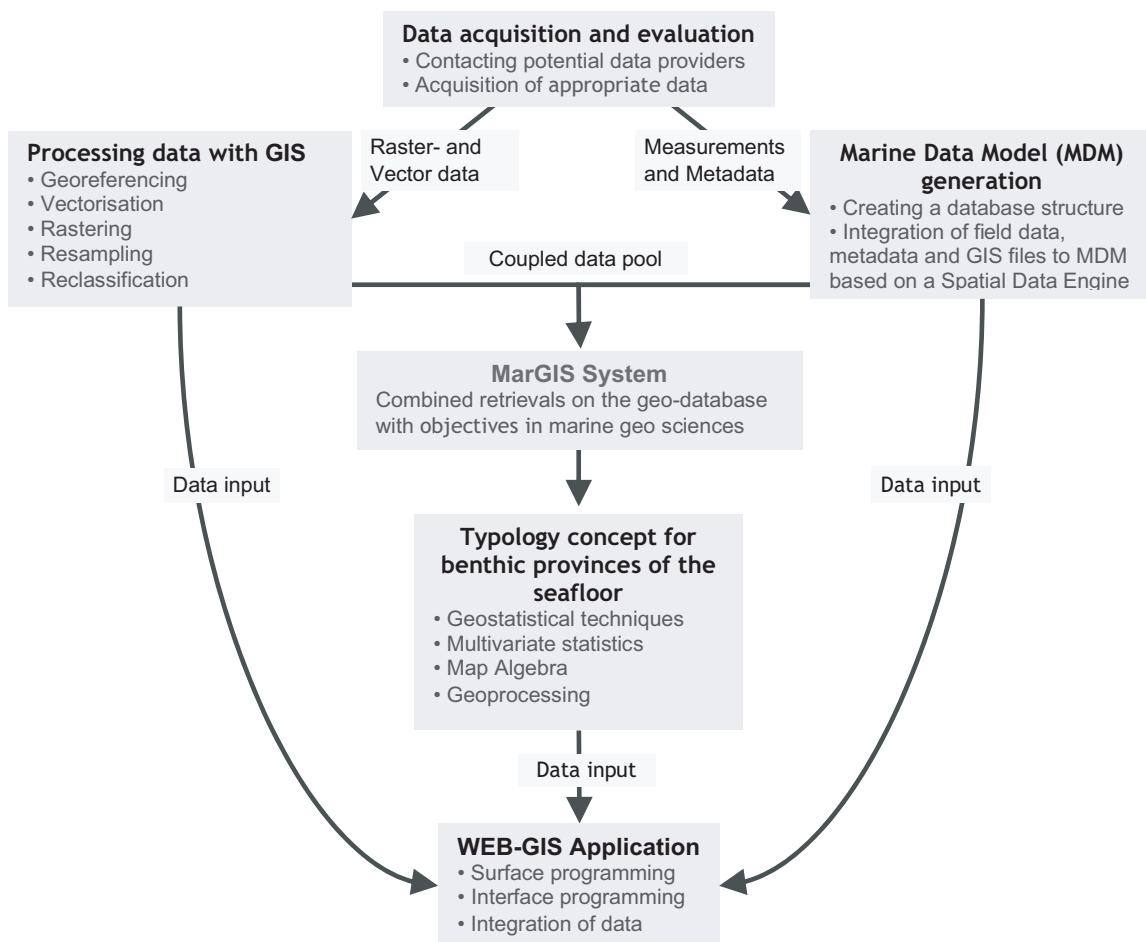 Data acquisition and evaluation
• Contacting potential data providers
• Acquisition of appropriate data
Raster- and
Vector data
Measurements
and Metadata
Processing data with GIS
• Georeferencing
• Vectorisation
• Rastering
• Resampling
• Reclassification
Marine Data Model (MDM)
generation
• Creating a database structure
• Integration of field data,
metadata and GIS files to MDM
based on a Spatial Data Engine
Coupled data pool
MarGIS System
Combined retrievals on the geo-database
with objectives in marine geo sciences
Data input
Data input
Typology concept for
benthic provinces of the
seafloor
• Geostatistical techniques
• Multivariate statistics
• Map Algebra
• Geoprocessing
Data input
WEB-GIS Application
• Surface programming
• Interface programming
• Integration of data